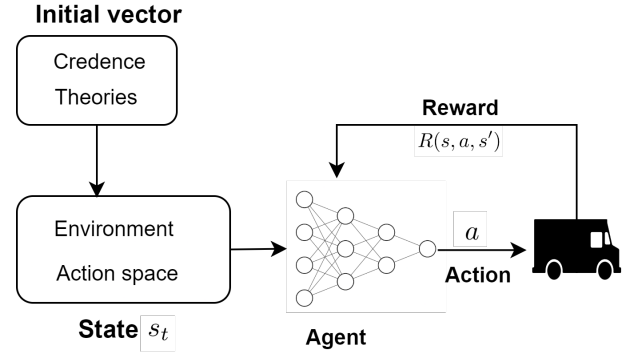 Initial vector
Credence
Theories
Environment
Action space
State s_t
Reward
R(s, a, s')
a
Action
Agent